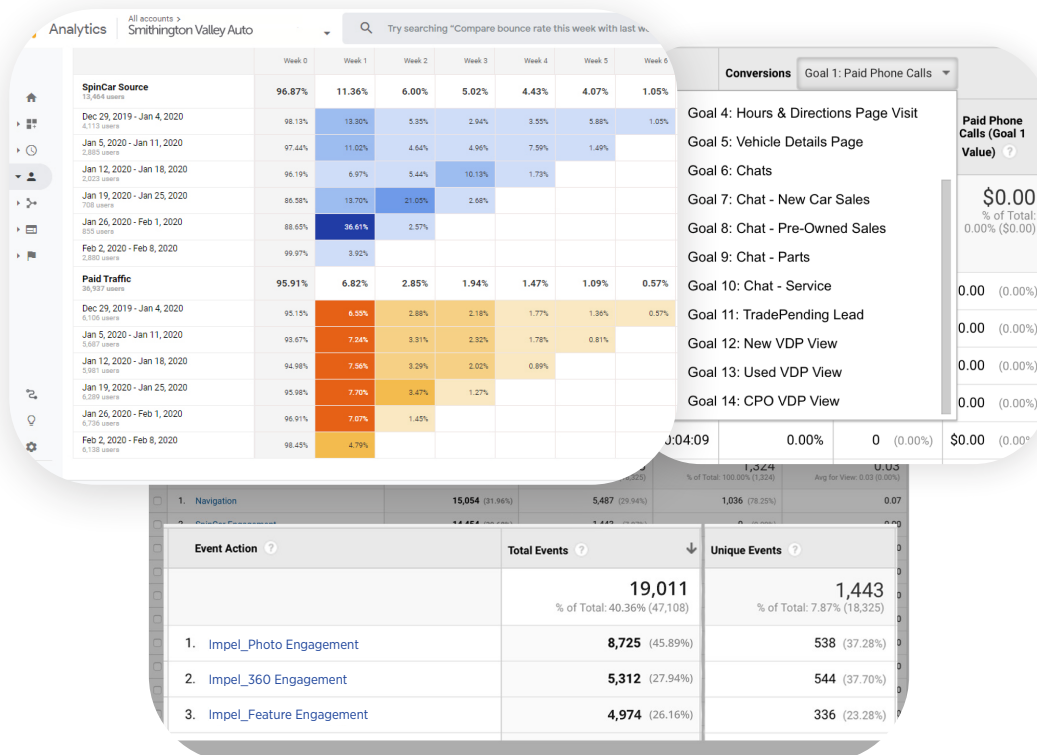 Analytics
All accounts >
Smithington Valley Auto
Try searching "Compare bounce rate this week with last
Week 0 Week 1 Week 2 Week 3 Week 4 Week 5 Week 6
SpinCar Source 96.87% 11.36% 6.00% 5.02% 4.43% 4.07% 1.05%
13,464 users
Dec 29, 2019 - Jan 4, 2020 98.13% 13.30% 5.35% 2.94% 3.55% 5.88% 1.05%
4,113 users
Jan 5, 2020 - Jan 11, 2020 97.44% 11.02% 4.64% 4.96% 7.59% 1.49%
2,885 users
Jan 12, 2020 - Jan 18, 2020 96.19% 6.97% 5.44% 10.13% 1.73%
2,023 users
Jan 19, 2020 - Jan 25, 2020 86.58% 13.70% 21.05% 2.68%
708 users
Jan 26, 2020 - Feb 1, 2020 88.65% 36.61% 2.57%
855 users
Feb 2, 2020 - Feb 8, 2020 99.97% 3.92%
2,880 users
Paid Traffic 95.91% 6.82% 2.85% 1.94% 1.47% 1.09% 0.57%
36,937 users
Dec 29, 2019 - Jan 4, 2020 95.15% 6.55% 2.88% 2.18% 1.77% 1.36% 0.57%
6,106 users
Jan 5, 2020 - Jan 11, 2020 93.67% 7.24% 3.31% 2.32% 1.78% 0.81%
5,687 users
Jan 12, 2020 - Jan 18, 2020 94.98% 7.56% 3.29% 2.02% 0.89%
5,981 users
Jan 19, 2020 - Jan 25, 2020 95.98% 7.70% 3.47% 1.27%
6,289 users
Jan 26, 2020 - Feb 1, 2020 96.91% 7.07% 1.45%
6,736 users
Feb 2, 2020 - Feb 8, 2020 98.45% 4.79%
6,138 users
Conversions Goal 1: Paid Phone Calls
Goal 4: Hours & Directions Page Visit
Goal 5: Vehicle Details Page
Goal 6: Chats
Goal 7: Chat - New Car Sales
Goal 8: Chat - Pre-Owned Sales
Goal 9: Chat - Parts
Goal 10: Chat - Service
Goal 11: TradePending Lead
Goal 12: New VDP View
Goal 13: Used VDP View
Goal 14: CPO VDP View
Paid Phone
Calls (Goal 1
Value) ?
$0.00
% of Total:
0.00% ($0.00)
0.00 (0.00%)
0.00 (0.00%)
0.00 (0.00%)
0.00 (0.00%)
:04:09 0.00% 0 (0.00%) $0.00 (0.00%
1,324 0.03
% of Total: 100.00% (1,324) Avg for View: 0.03 (0.00%)
1. Navigation 15,054 (31.96%) 5,487 (29.94%) 1,036 (78.25%) 0.07
Event Action ? Total Events ? Unique Events ?
19,011 1,443
% of Total: 40.36% (47,108) % of Total: 7.87% (18,325)
1. Impel_Photo Engagement 8,725 (45.89%) 538 (37.28%)
2. Impel_360 Engagement 5,312 (27.94%) 544 (37.70%)
3. Impel_Feature Engagement 4,974 (26.16%) 336 (23.28%)